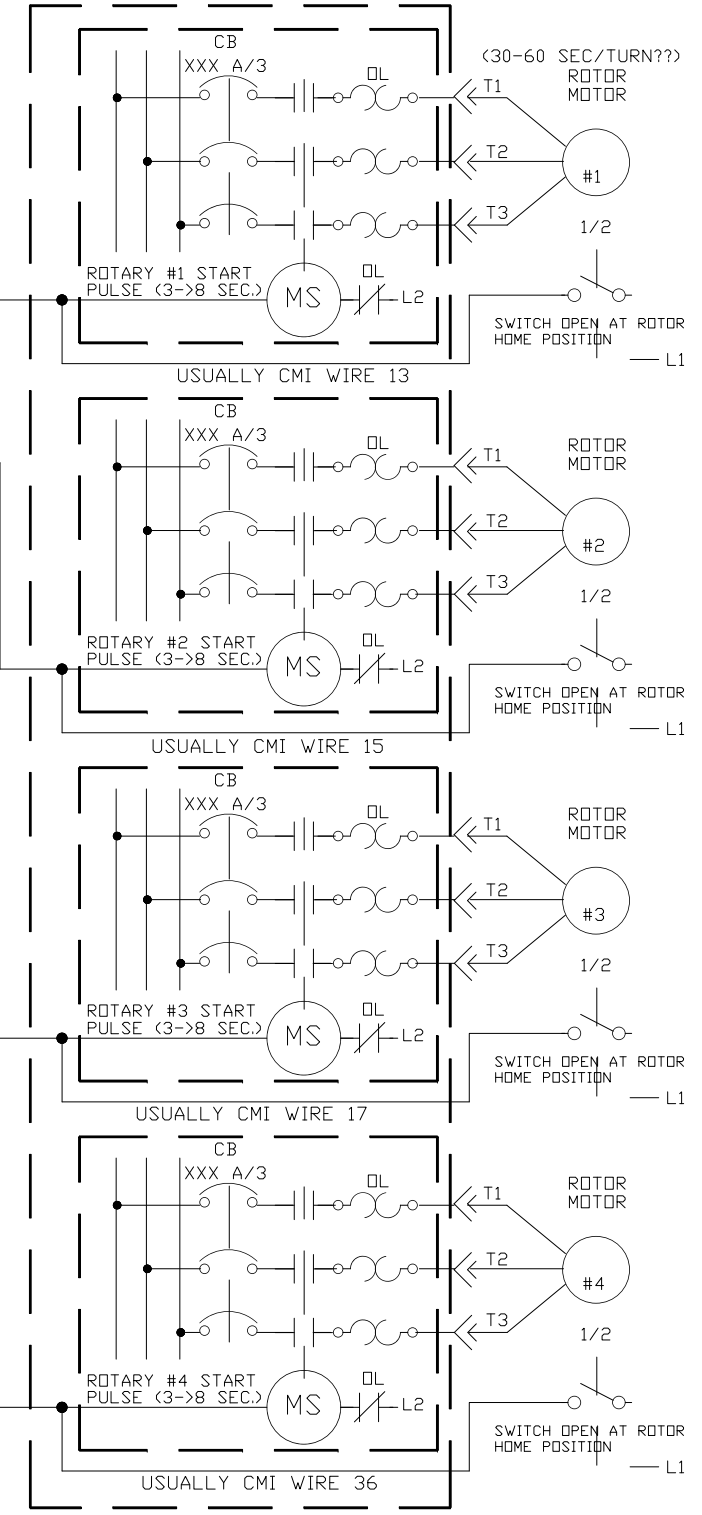 CB
XXX A/3
OL
T1
T2
T3
(30-60 SEC/TURN??)
ROTOR
MOTOR
#1
1/2
ROTARY #1 START
PULSE (3->8 SEC.)
MS
OL
L2
SWITCH OPEN AT ROTOR
HOME POSITION
L1
USUALLY CMI WIRE 13
CB
XXX A/3
OL
T1
T2
T3
ROTOR
MOTOR
#2
1/2
ROTARY #2 START
PULSE (3->8 SEC.)
MS
OL
L2
SWITCH OPEN AT ROTOR
HOME POSITION
L1
USUALLY CMI WIRE 15
CB
XXX A/3
OL
T1
T2
T3
ROTOR
MOTOR
#3
1/2
ROTARY #3 START
PULSE (3->8 SEC.)
MS
OL
L2
SWITCH OPEN AT ROTOR
HOME POSITION
L1
USUALLY CMI WIRE 17
CB
XXX A/3
OL
T1
T2
T3
ROTOR
MOTOR
#4
1/2
ROTARY #4 START
PULSE (3->8 SEC.)
MS
OL
L2
SWITCH OPEN AT ROTOR
HOME POSITION
L1
USUALLY CMI WIRE 36